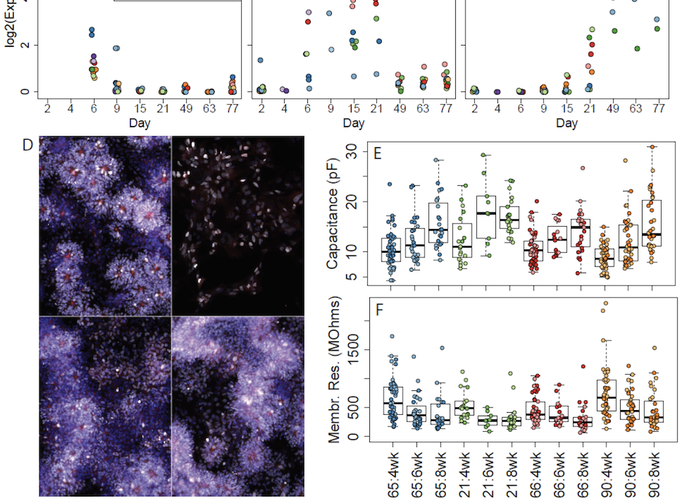 log2(Exp
2
0
2 4 6 9 15 21 49 63 77
2 4 6 9 15 21 49 63 77
2 4 6 9 15 21 49 63 77
Day Day Day
D
E
Capacitance (pF)
30
20
10
5
F
Membr. Res. (MOhms)
1500
500
0
65:4wk
65:6wk
65:8wk
21:4wk
21:6wk
21:8wk
66:4wk
66:6wk
66:8wk
90:4wk
90:6wk
90:8wk